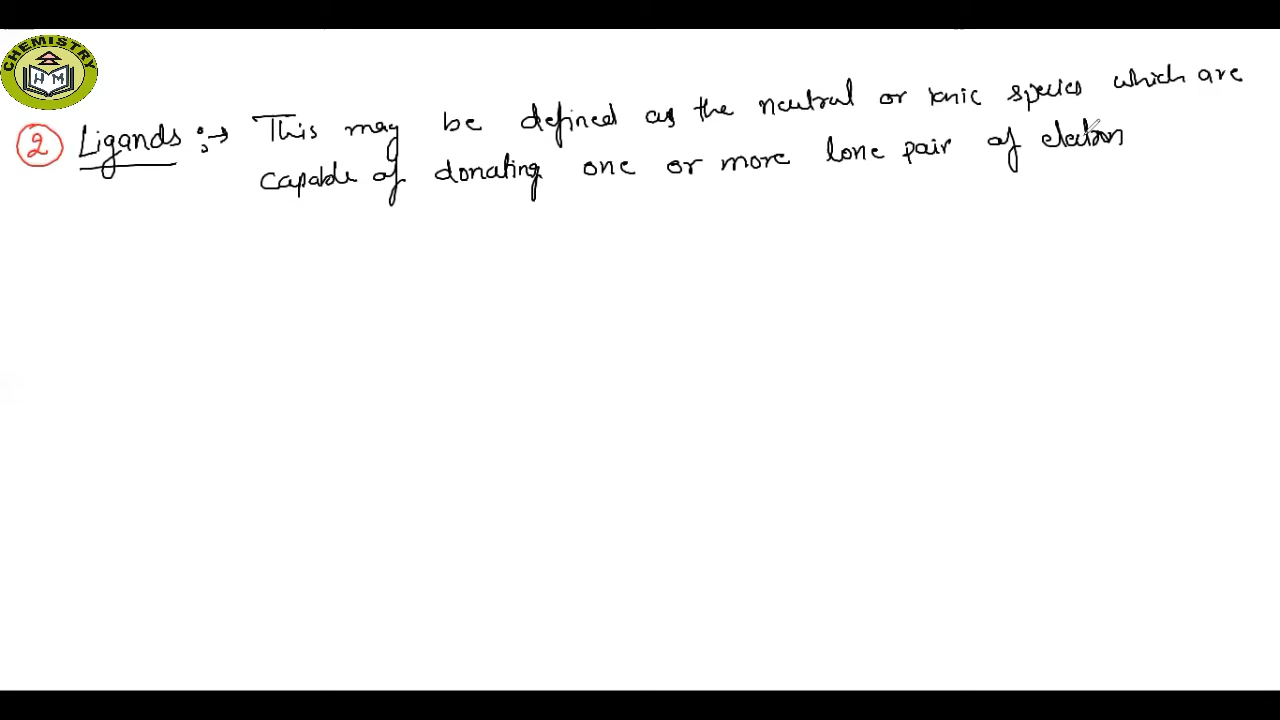 CHEMISTRY
HM
2 Ligands :→ This may be defined as the neutral or ionic species which are
capable of donating one or more lone pair of electron